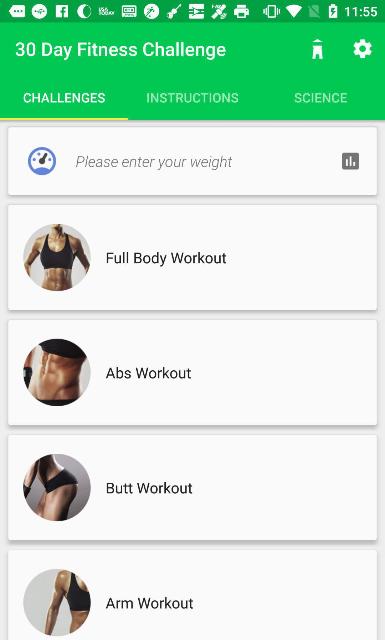 11:55
30 Day Fitness Challenge
CHALLENGES INSTRUCTIONS SCIENCE
Please enter your weight
Full Body Workout
Abs Workout
Butt Workout
Arm Workout